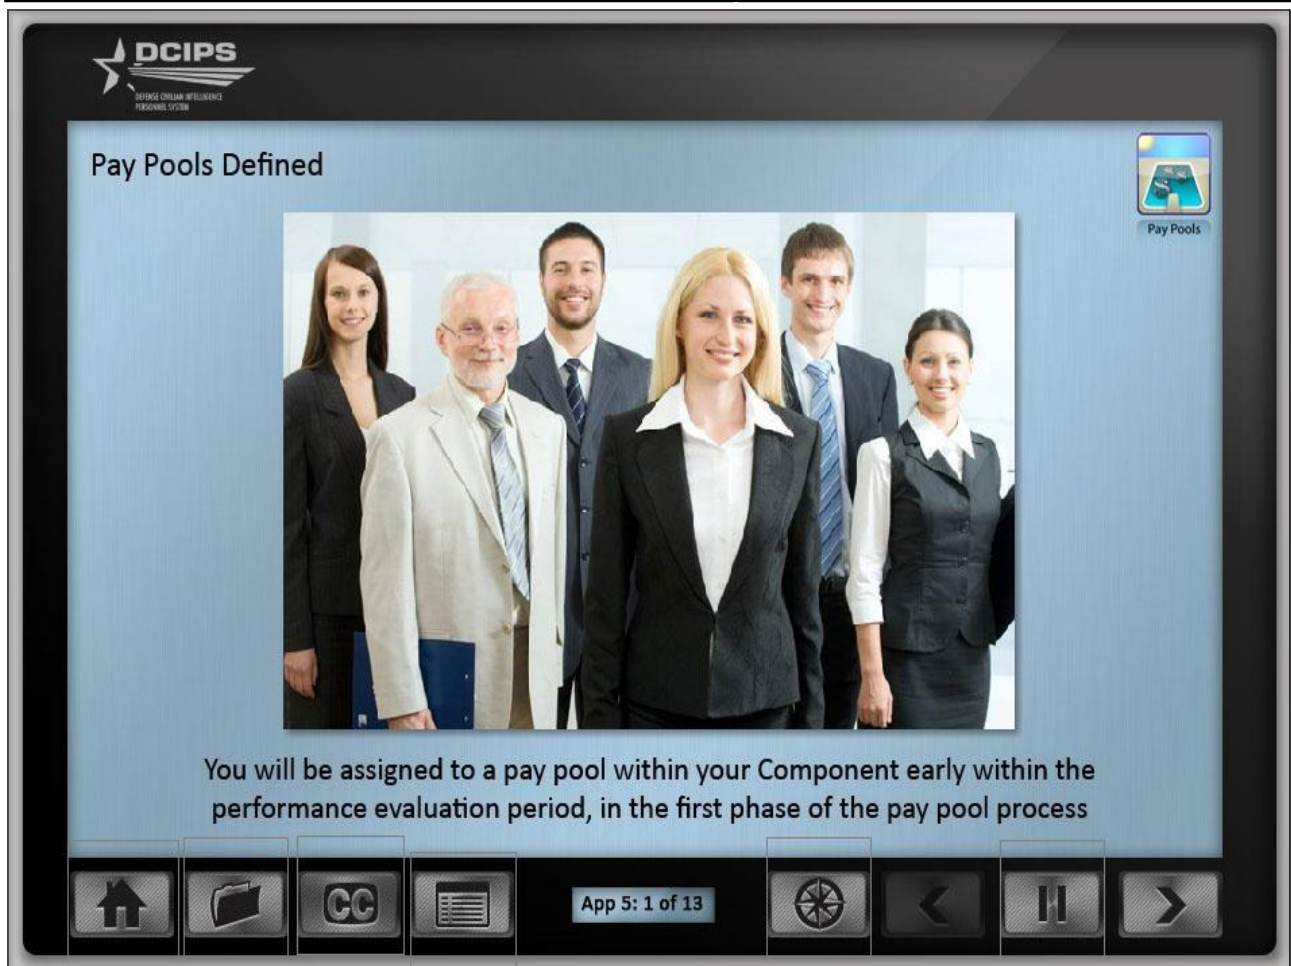 DCIPS
DEFENSE CIVILIAN INTELLIGENCE
PERSONNEL SYSTEM
Pay Pools Defined
Pay Pools
You will be assigned to a pay pool within your Component early within the
performance evaluation period, in the first phase of the pay pool process
CC
App 5: 1 of 13